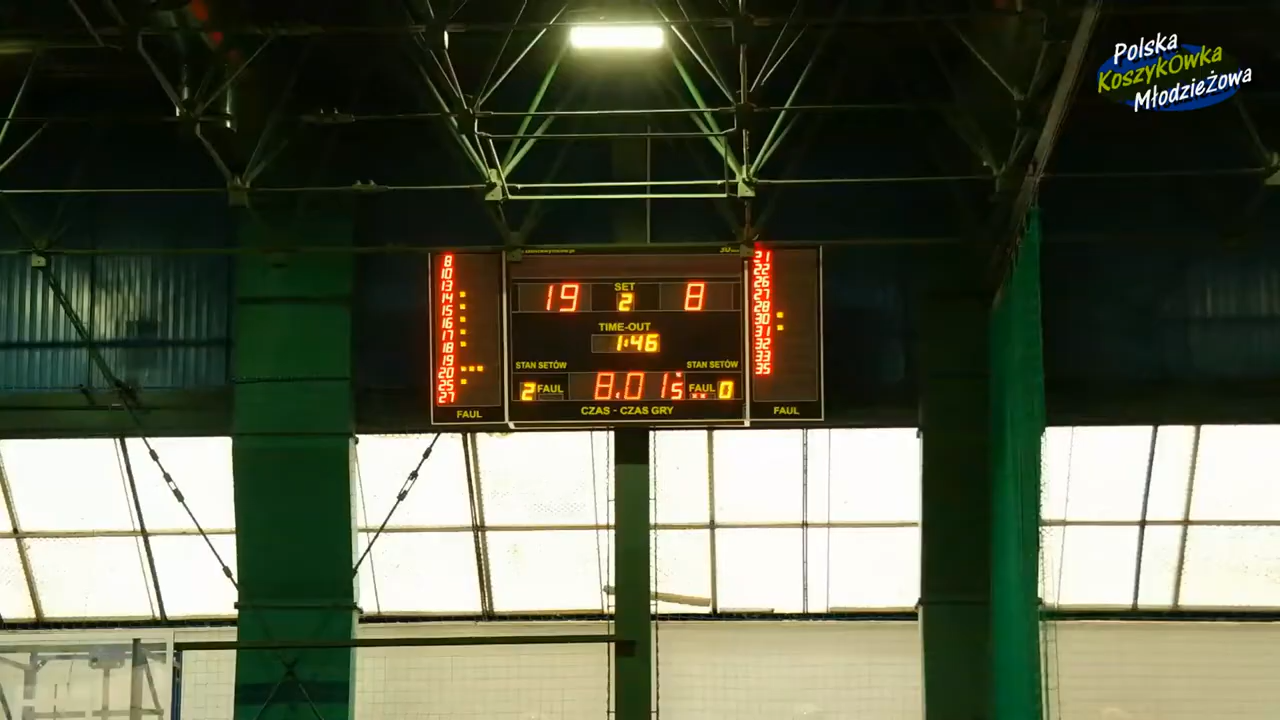 Polska
KoszykÓwka
MłodzieŻowa
8
10
13
14
15
16
17
18
19
20
25
27
FAUL
19 SET 8
2
TIME-OUT
1:46
STAN SETÓW STAN SETÓW
2 FAUL 8.01 5 FAUL 0
CZAS - CZAS GRY
21
22
26
27
28
30
31
32
33
35
FAUL